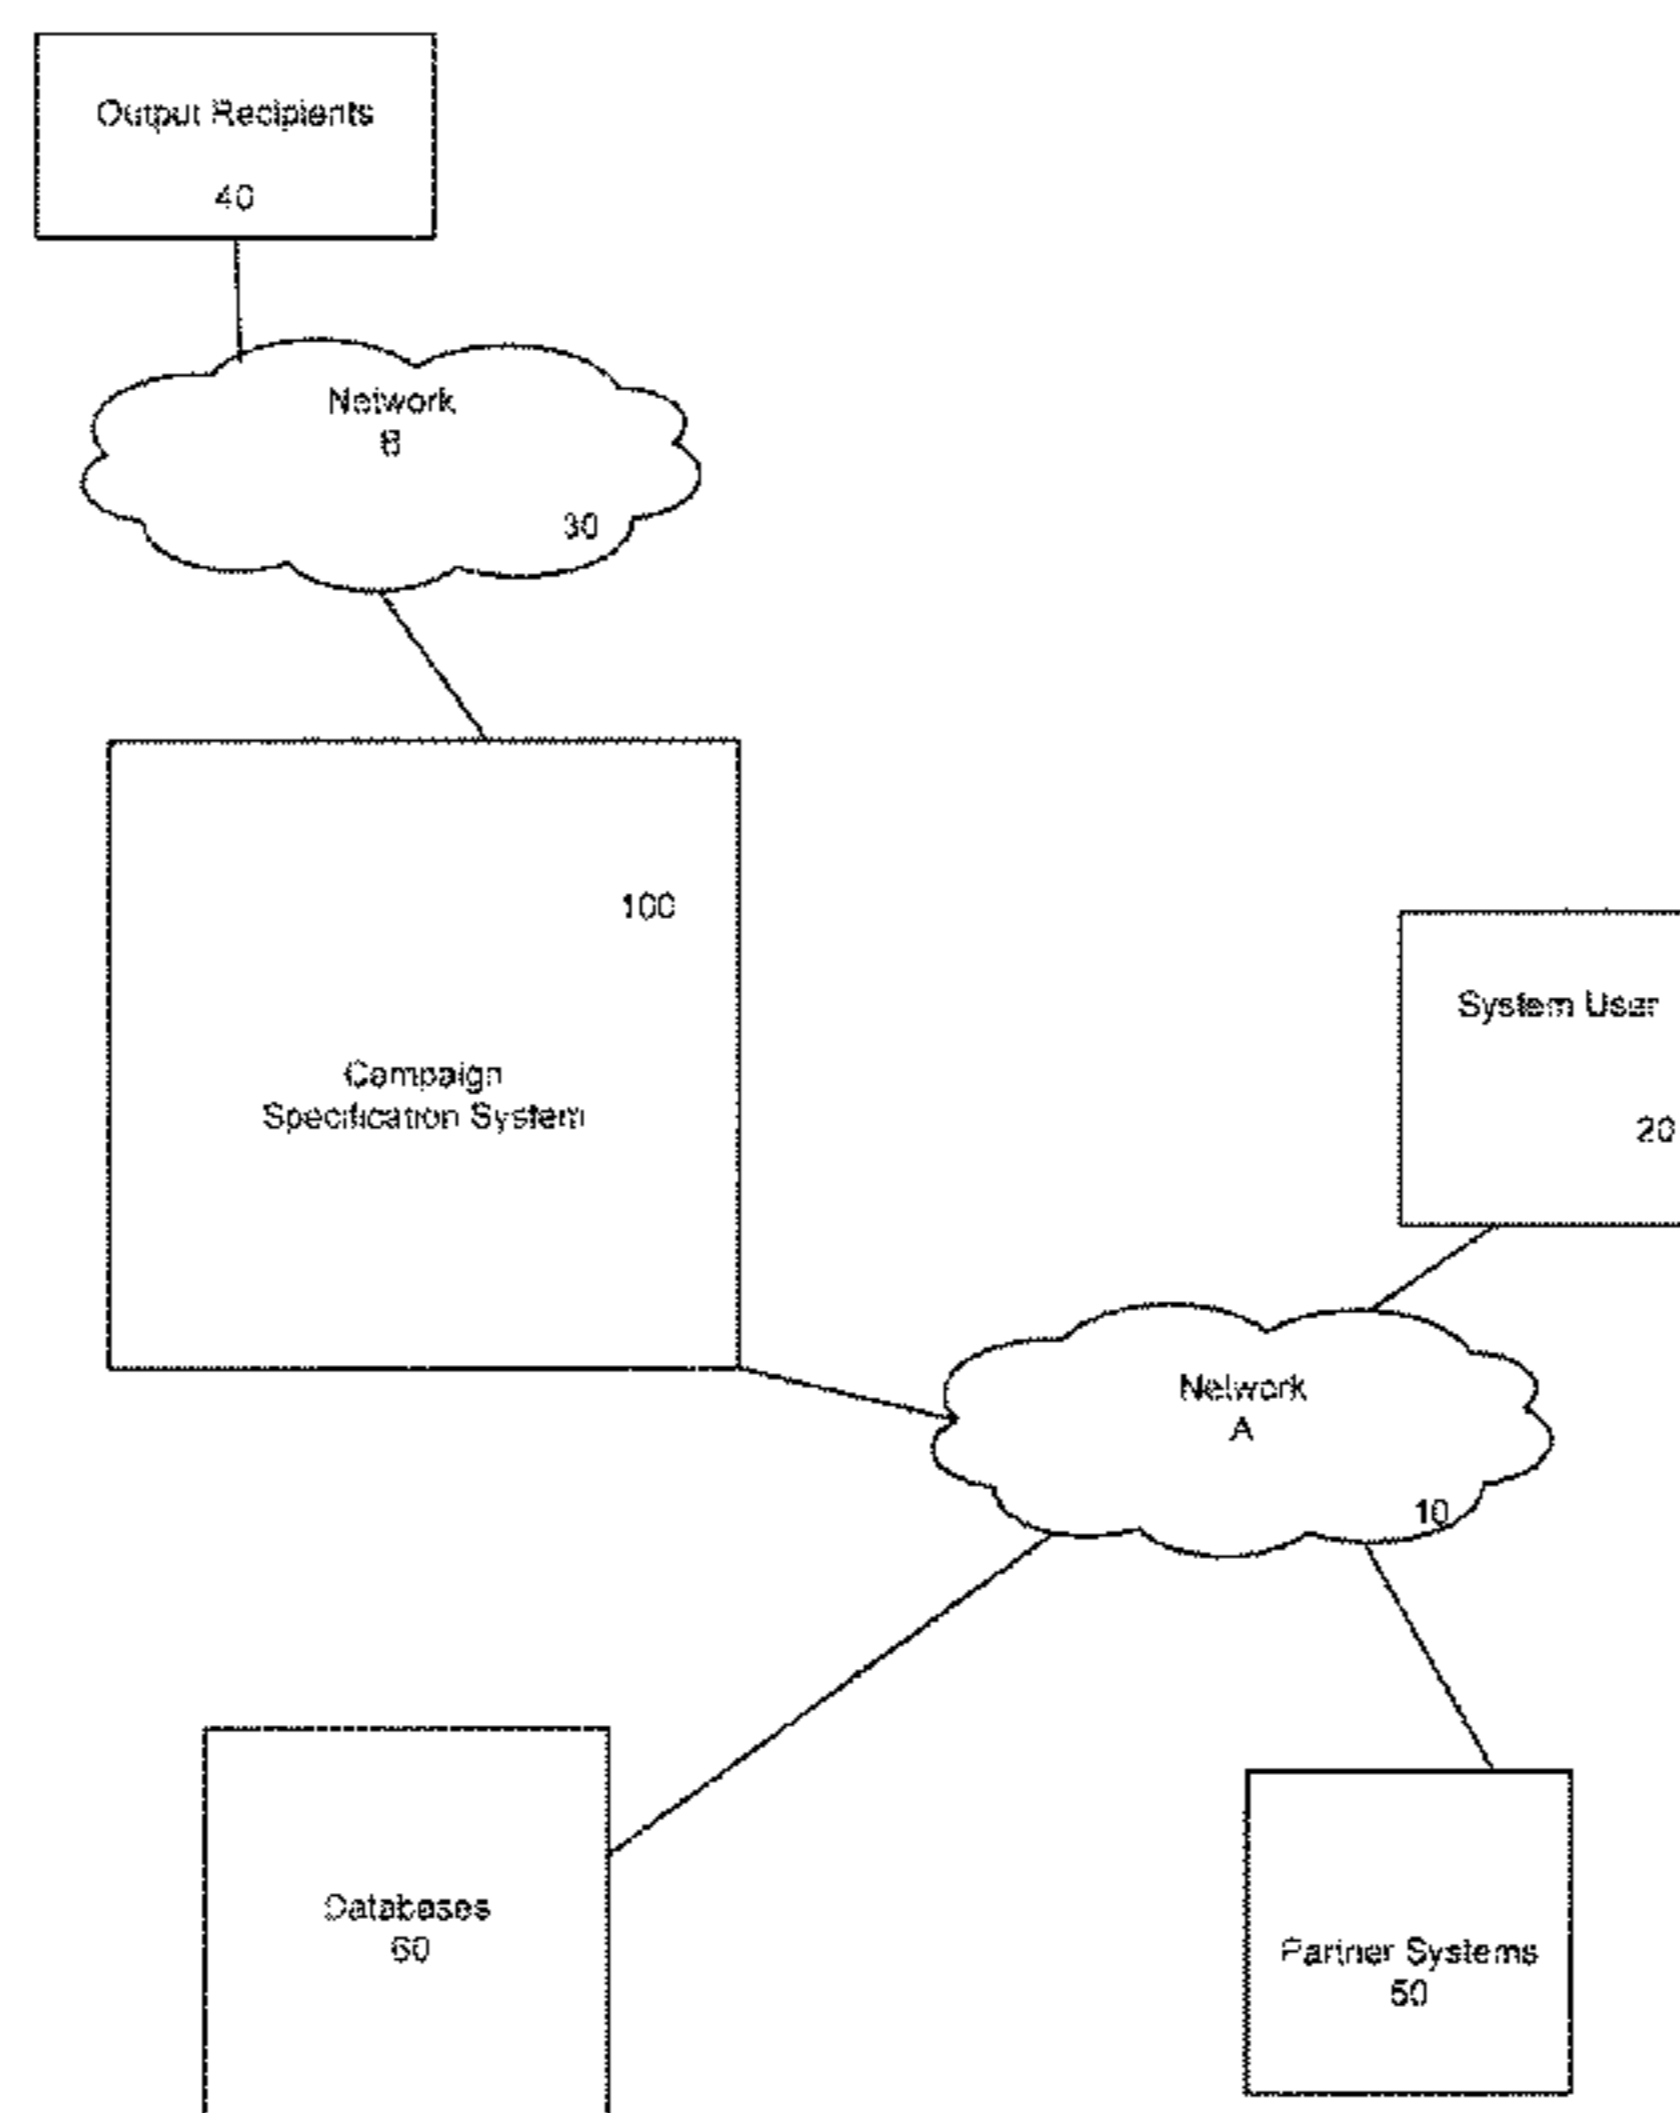 Output Recipients
40
Network
B
30
100
Campaign
Specification System
System User
20
Network
A
10
Databases
60
Partner Systems
50